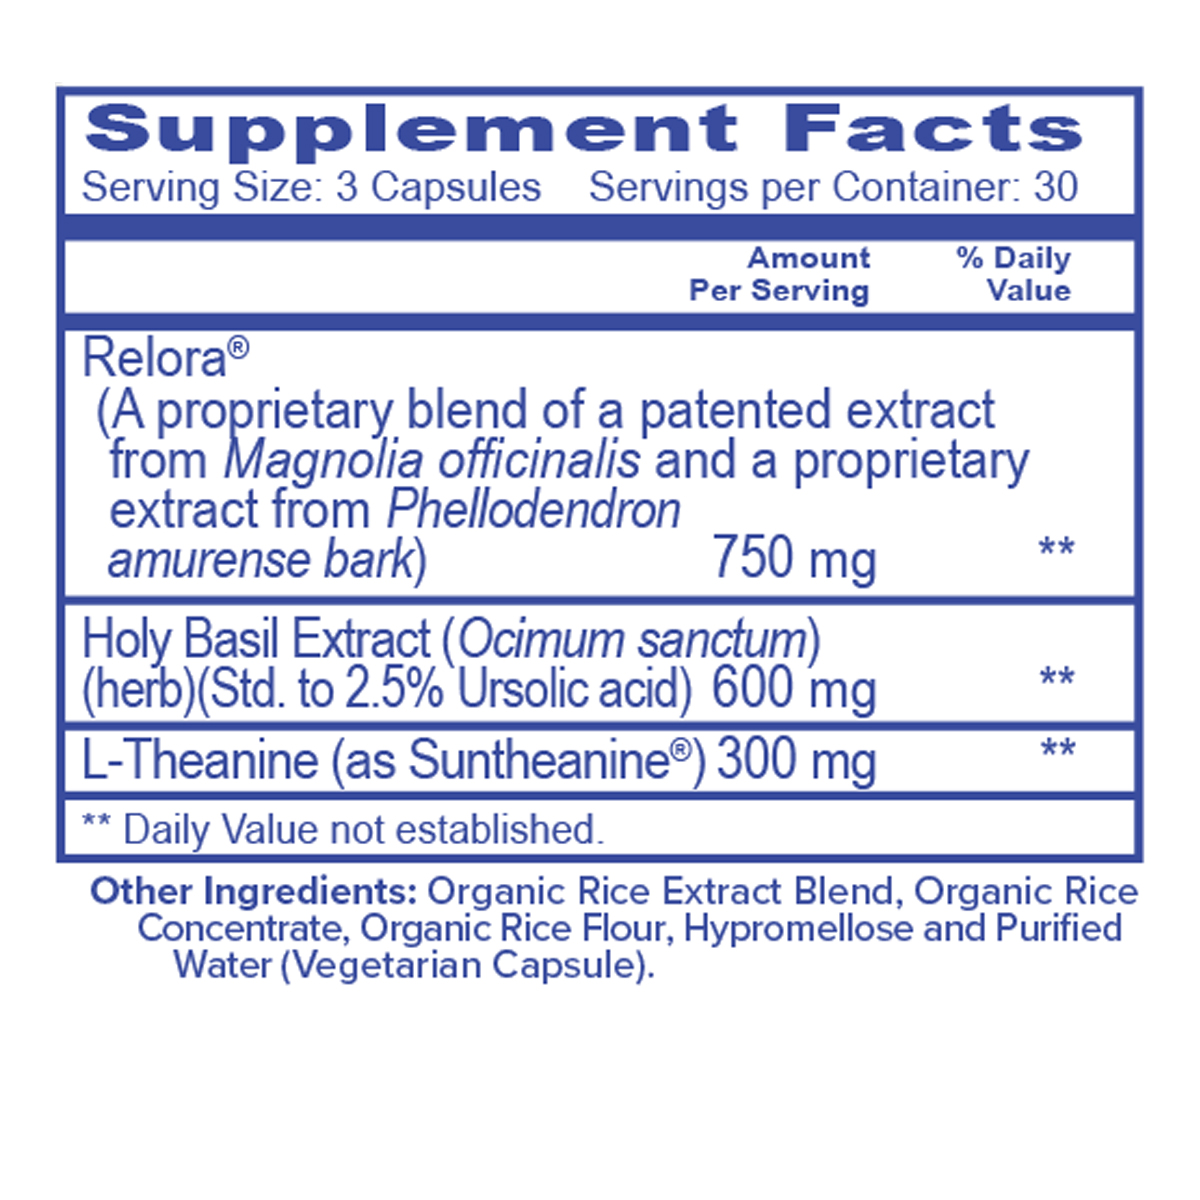 Supplement Facts
Serving Size: 3 Capsules Servings per Container: 30
Amount % Daily
Per Serving Value
Relora®
(A proprietary blend of a patented extract
from Magnolia officinalis and a proprietary
extract from Phellodendron
amurense bark) 750 mg **
Holy Basil Extract (Ocimum sanctum)
(herb)(Std. to 2.5% Ursolic acid) 600 mg **
L-Theanine (as Suntheanine®) 300 mg **
** Daily Value not established.
Other Ingredients: Organic Rice Extract Blend, Organic Rice
Concentrate, Organic Rice Flour, Hypromellose and Purified
Water (Vegetarian Capsule).